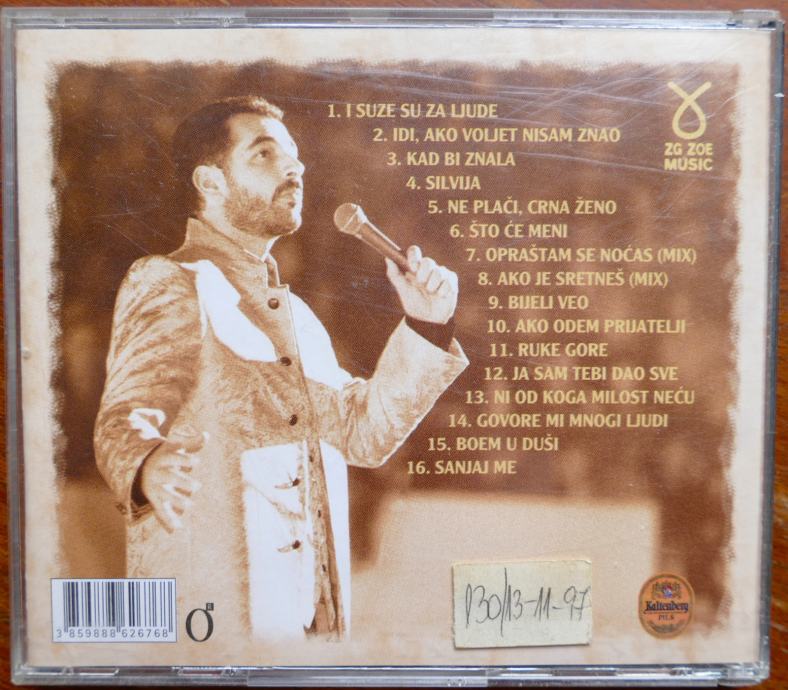 1. I SUZE SU ZA LJUDE
2. IDI, AKO VOLJET NISAM ZNAO
3. KAD BI ZNALA
4. SILVIJA
5. NE PLAČI, CRNA ŽENO
6. ŠTO ĆE MENI
7. OPRAŠTAM SE NOĆAS (MIX)
8. AKO JE SRETNEŠ (MIX)
9. BIJELI VEO
10. AKO ODEM PRIJATELJI
11. RUKE GORE
12. JA SAM TEBI DAO SVE
13. NI OD KOGA MILOST NEĆU
14. GOVORE MI MNOGI LJUDI
15. BOEM U DUŠI
16. SANJAJ ME
ZG ZOE
MUSIC
3 859888 626768
130/13-11-97
Kaltenberg
PILS